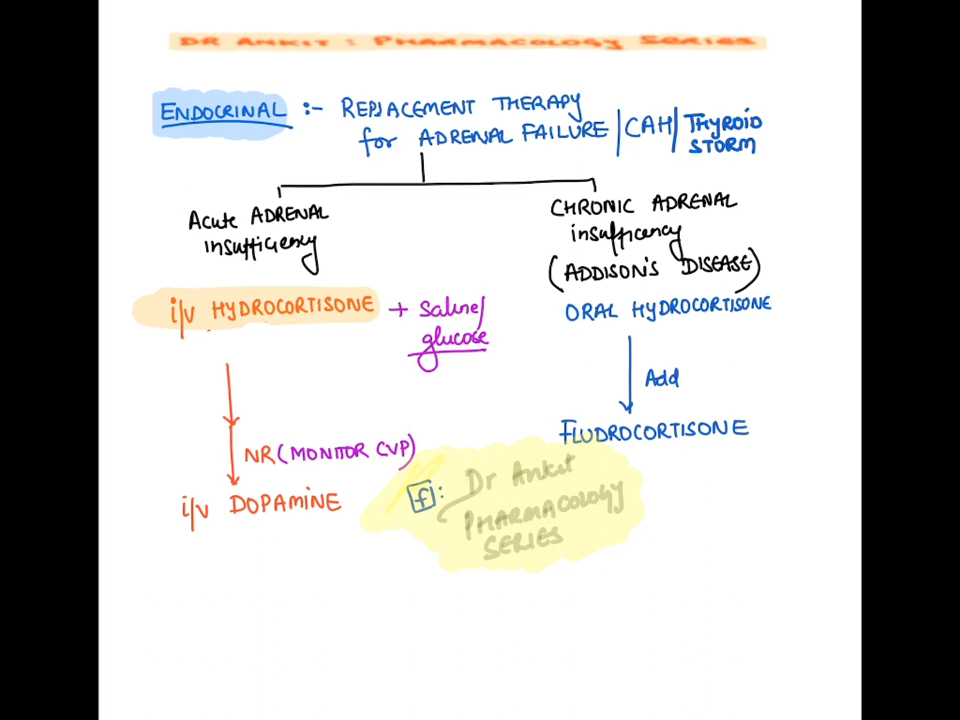 DR ANKIT : PHARMACOLOGY SERIES
ENDOCRINAL :- REPLACEMENT THERAPY
for ADRENAL FAILURE / CAH / THYROID
STORM
Acute ADRENAL
insufficiency
i/v HYDROCORTISONE + Saline/
glucose
NR (MONITOR CVP)
i/v DOPAMINE
CHRONIC ADRENAL
insufficancy
(ADDISON'S DISEASE)
ORAL HYDROCORTISONE
Add
FLUDROCORTISONE
f : Dr Ankit
PHARMACOLOGY
SERIES